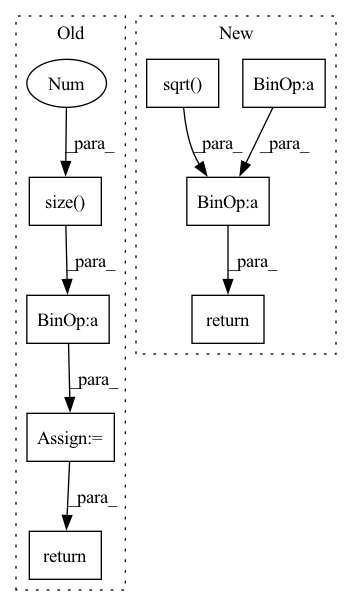 Old
New
Num
sqrt()
BinOp:a
_para_
_para_
_para_
size()
BinOp:a
_para_
_para_
BinOp:a
return
_para_
Assign:=
_para_
return